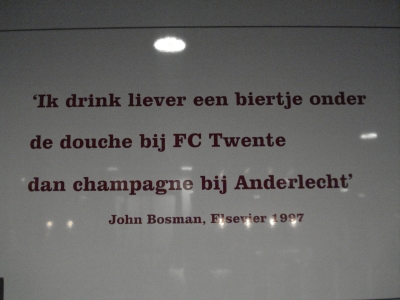 ‘Ik drink liever een biertje onder
de douche bij FC Twente
dan champagne bij Anderlecht’
John Bosman, Elsevier 1997